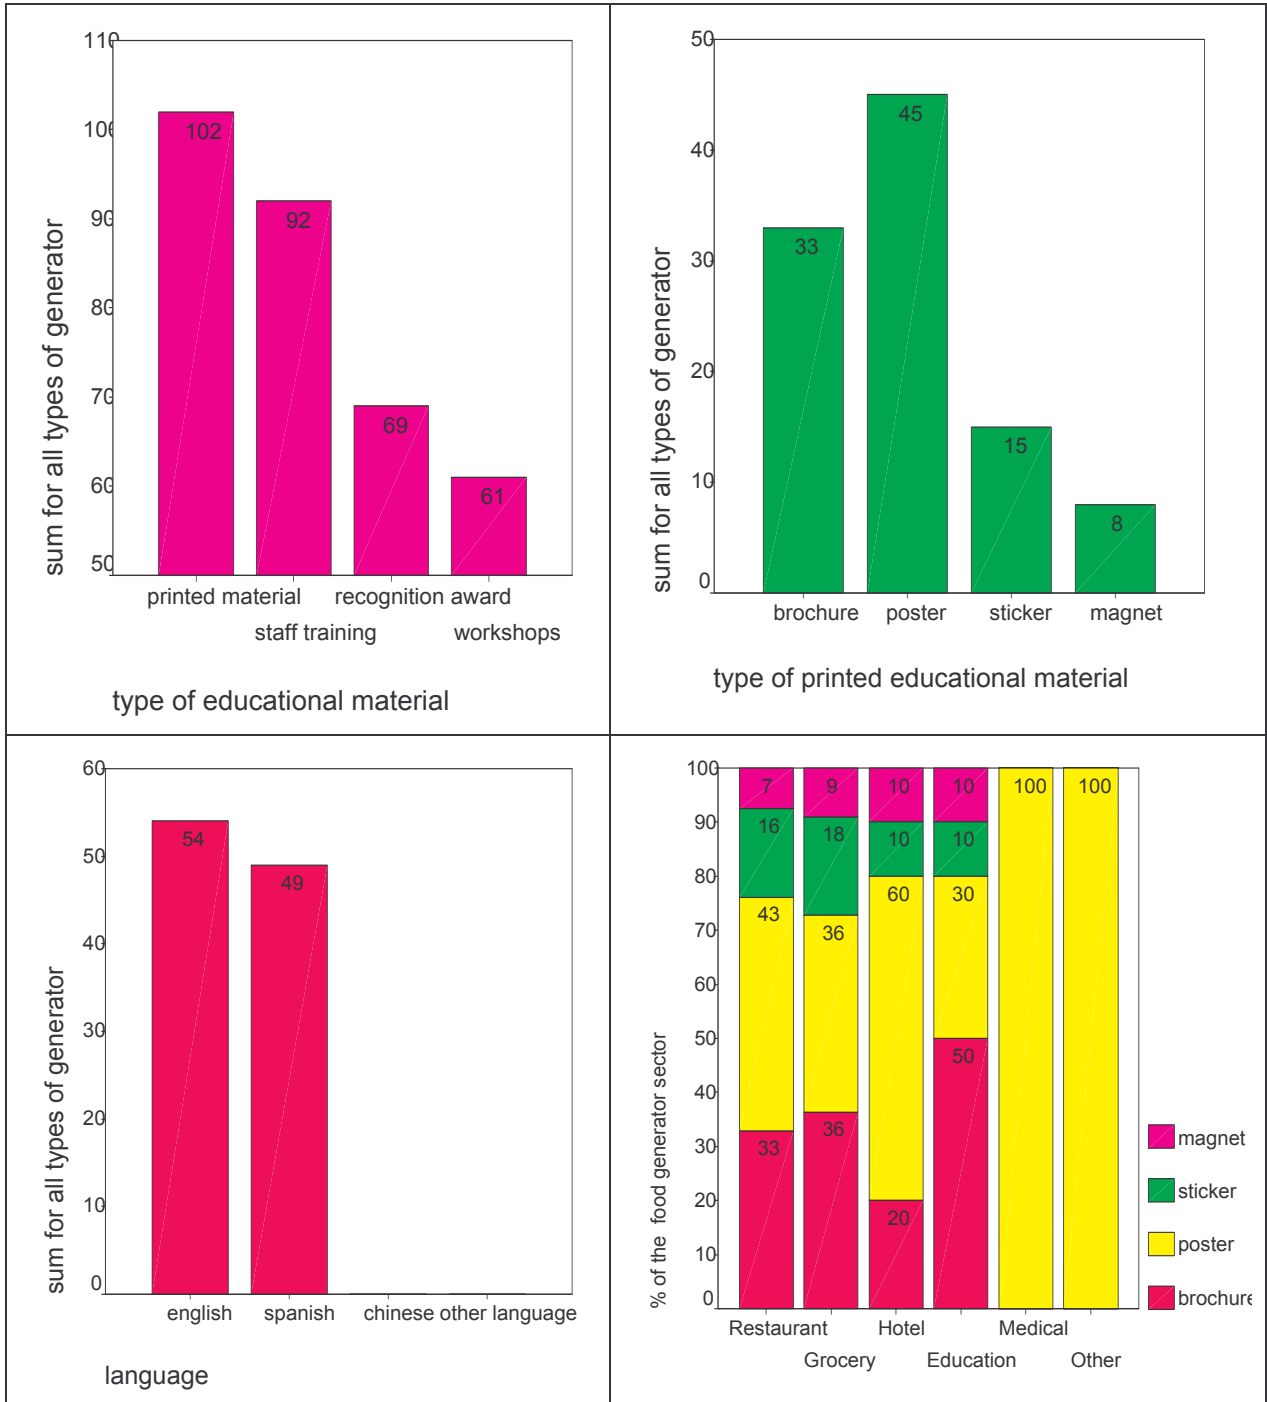 110
100
90
80
70
60
50
sum for all types of generator
102
92
69
61
printed material
recognition award
staff training
workshops
type of educational material
50
40
30
20
10
0
sum for all types of generator
33
45
15
8
brochure
poster
sticker
magnet
type of printed educational material
60
50
40
30
20
10
0
sum for all types of generator
54
49
english
spanish
chinese
other language
language
100
90
80
70
60
50
40
30
20
10
0
% of the food generator sector
7
9
10
10
100
100
16
18
10
10
43
36
60
30
33
36
20
50
magnet
sticker
poster
brochure
Restaurant
Hotel
Medical
Grocery
Education
Other